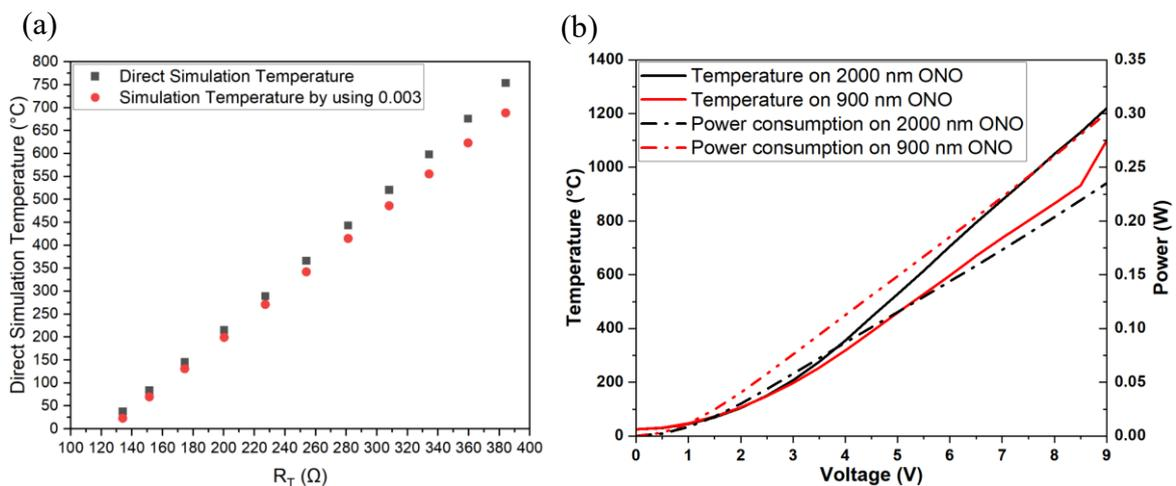 (a)
Direct Simulation Temperature (°C)
800
750
700
650
600
550
500
450
400
350
300
250
200
150
100
50
0
Direct Simulation Temperature
Simulation Temperature by using 0.003
100 120 140 160 180 200 220 240 260 280 300 320 340 360 380 400
R_T (Ω)
(b)
Temperature (°C)
1400
1200
1000
800
600
400
200
0
Temperature on 2000 nm ONO
Temperature on 900 nm ONO
Power consumption on 2000 nm ONO
Power consumption on 900 nm ONO
0.35
0.30
0.25
0.20
0.15
0.10
0.05
0.00
Power (W)
0 1 2 3 4 5 6 7 8 9
Voltage (V)